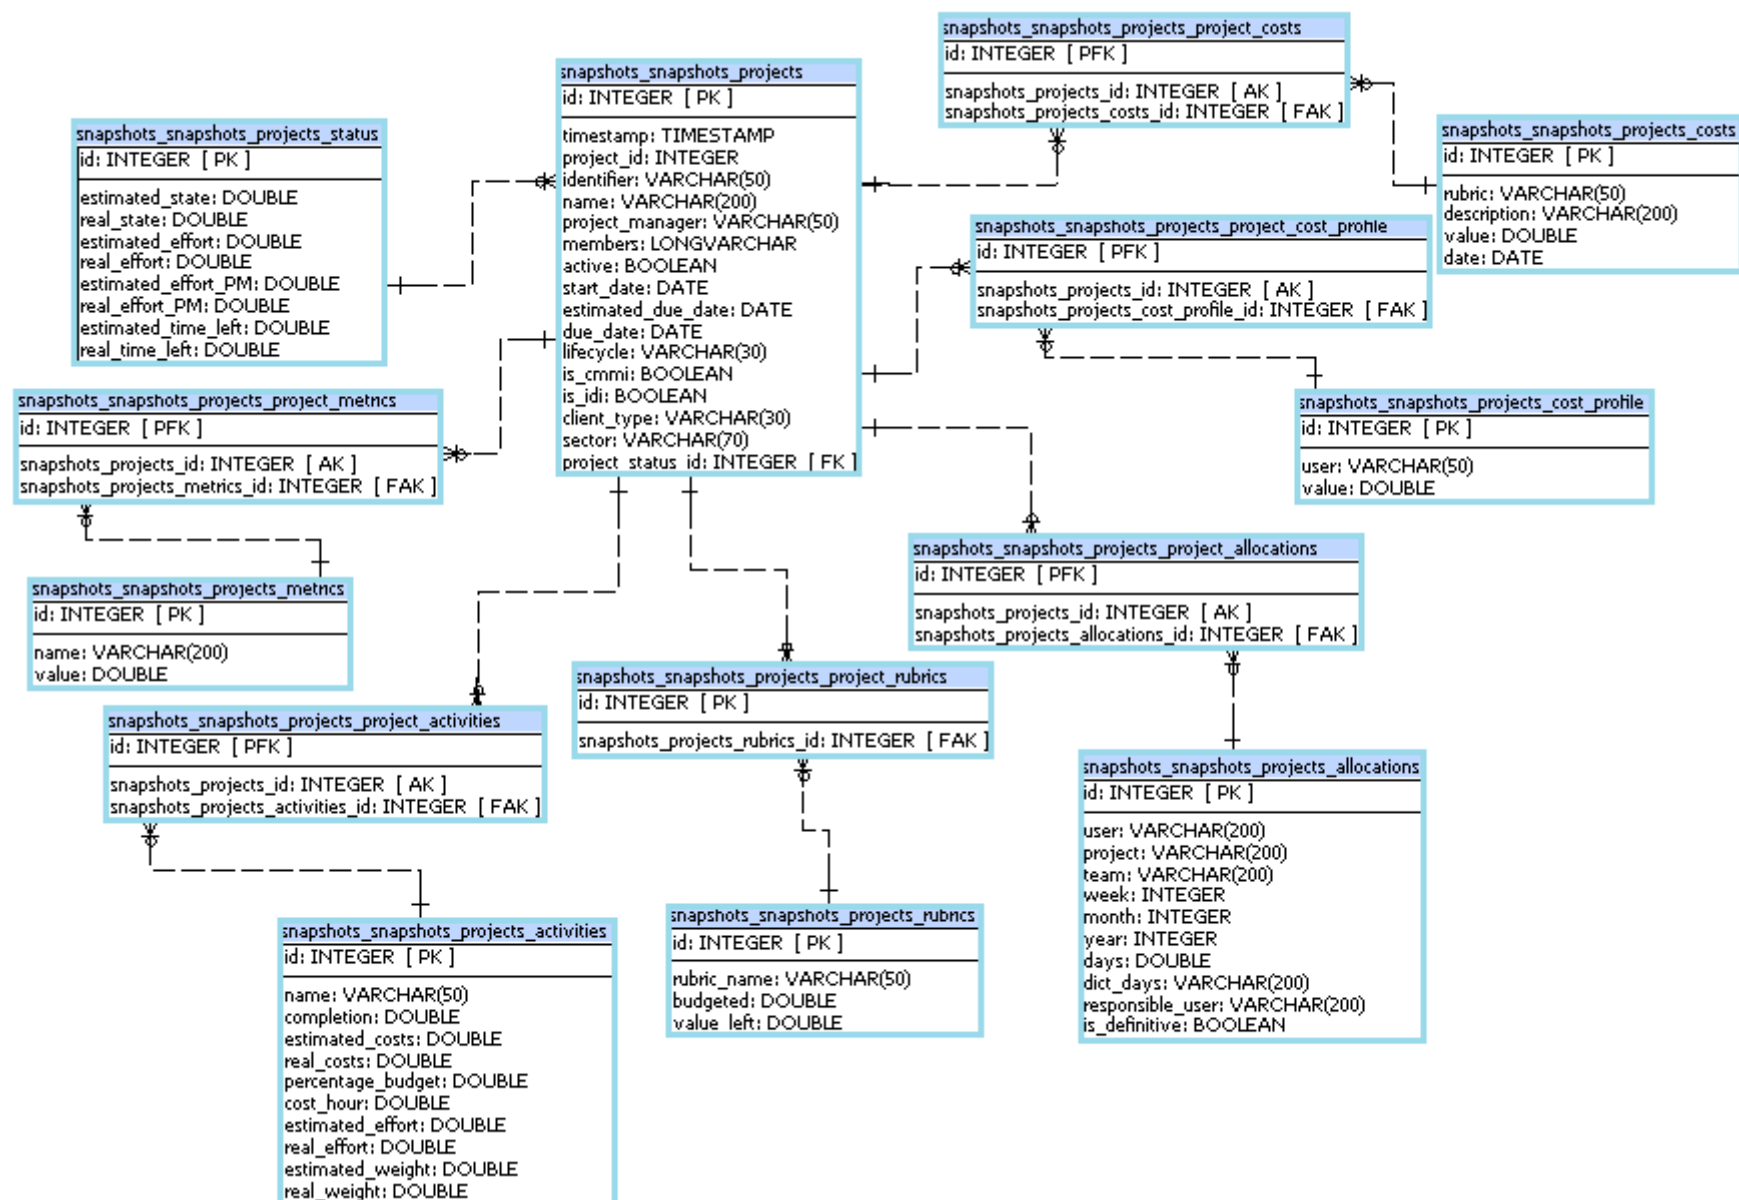 snapshots_snapshots_projects_project_costs
id: INTEGER [ PFK ]
snapshots_projects_id: INTEGER [ AK ]
snapshots_projects_costs_id: INTEGER [ FAK ]
snapshots_snapshots_projects
id: INTEGER [ PK ]
timestamp: TIMESTAMP
project_id: INTEGER
identifier: VARCHAR(50)
name: VARCHAR(200)
project_manager: VARCHAR(50)
members: LONGVARCHAR
active: BOOLEAN
start_date: DATE
estimated_due_date: DATE
due_date: DATE
lifecycle: VARCHAR(30)
is_cmmi: BOOLEAN
is_idi: BOOLEAN
client_type: VARCHAR(30)
sector: VARCHAR(70)
project_status_id: INTEGER [ FK ]
snapshots_snapshots_projects_status
id: INTEGER [ PK ]
estimated_state: DOUBLE
real_state: DOUBLE
estimated_effort: DOUBLE
real_effort: DOUBLE
estimated_effort_PM: DOUBLE
real_effort_PM: DOUBLE
estimated_time_left: DOUBLE
real_time_left: DOUBLE
snapshots_snapshots_projects_costs
id: INTEGER [ PK ]
rubric: VARCHAR(50)
description: VARCHAR(200)
value: DOUBLE
date: DATE
snapshots_snapshots_projects_project_cost_profile
id: INTEGER [ PFK ]
snapshots_projects_id: INTEGER [ AK ]
snapshots_projects_cost_profile_id: INTEGER [ FAK ]
snapshots_snapshots_projects_project_metrics
id: INTEGER [ PFK ]
snapshots_projects_id: INTEGER [ AK ]
snapshots_projects_metrics_id: INTEGER [ FAK ]
snapshots_snapshots_projects_cost_profile
id: INTEGER [ PK ]
user: VARCHAR(50)
value: DOUBLE
snapshots_snapshots_projects_project_allocations
id: INTEGER [ PFK ]
snapshots_projects_id: INTEGER [ AK ]
snapshots_projects_allocations_id: INTEGER [ FAK ]
snapshots_snapshots_projects_metrics
id: INTEGER [ PK ]
name: VARCHAR(200)
value: DOUBLE
snapshots_snapshots_projects_project_rubrics
id: INTEGER [ PK ]
snapshots_projects_rubrics_id: INTEGER [ FAK ]
snapshots_snapshots_projects_project_activities
id: INTEGER [ PFK ]
snapshots_projects_id: INTEGER [ AK ]
snapshots_projects_activities_id: INTEGER [ FAK ]
snapshots_snapshots_projects_allocations
id: INTEGER [ PK ]
user: VARCHAR(200)
project: VARCHAR(200)
team: VARCHAR(200)
week: INTEGER
month: INTEGER
year: INTEGER
days: DOUBLE
dict_days: VARCHAR(200)
responsible_user: VARCHAR(200)
is_definitive: BOOLEAN
snapshots_snapshots_projects_rubrics
id: INTEGER [ PK ]
rubric_name: VARCHAR(50)
budgeted: DOUBLE
value_left: DOUBLE
snapshots_snapshots_projects_activities
id: INTEGER [ PK ]
name: VARCHAR(50)
completion: DOUBLE
estimated_costs: DOUBLE
real_costs: DOUBLE
percentage_budget: DOUBLE
cost_hour: DOUBLE
estimated_effort: DOUBLE
real_effort: DOUBLE
estimated_weight: DOUBLE
real_weight: DOUBLE